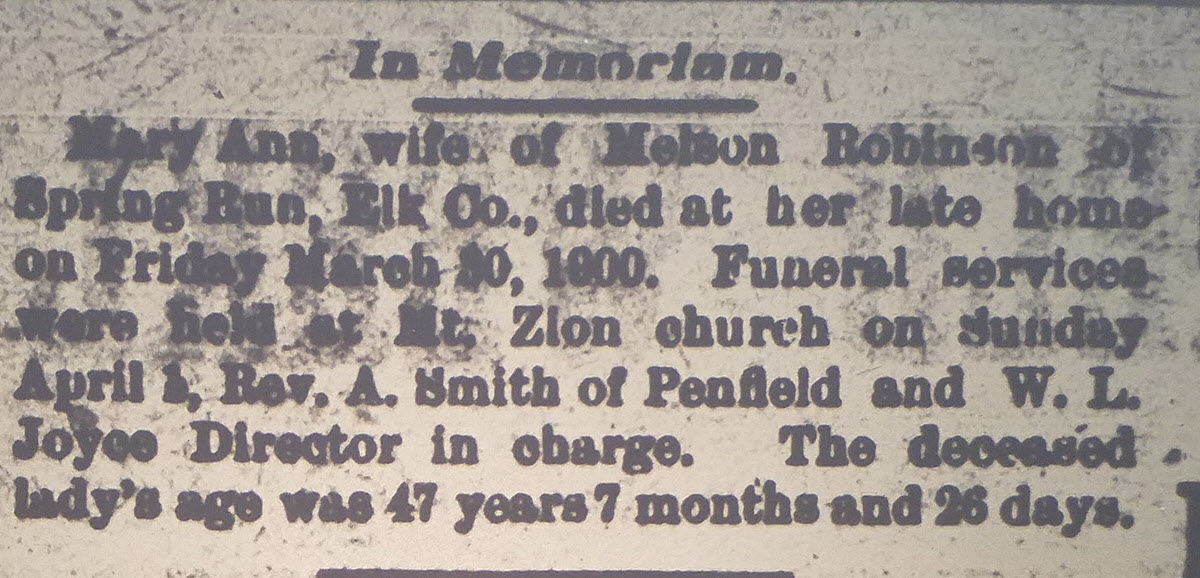 In Memoriam.
Mary Ann, wife of Nelson Robinson of
Spring Run, Elk Co., died at her late home
on Friday March 30, 1900. Funeral services
were held at Mt. Zion church on Sunday
April 1, Rev. A. Smith of Penfield and W. L.
Joyce Director in charge. The deceased
lady's age was 47 years 7 months and 26 days.